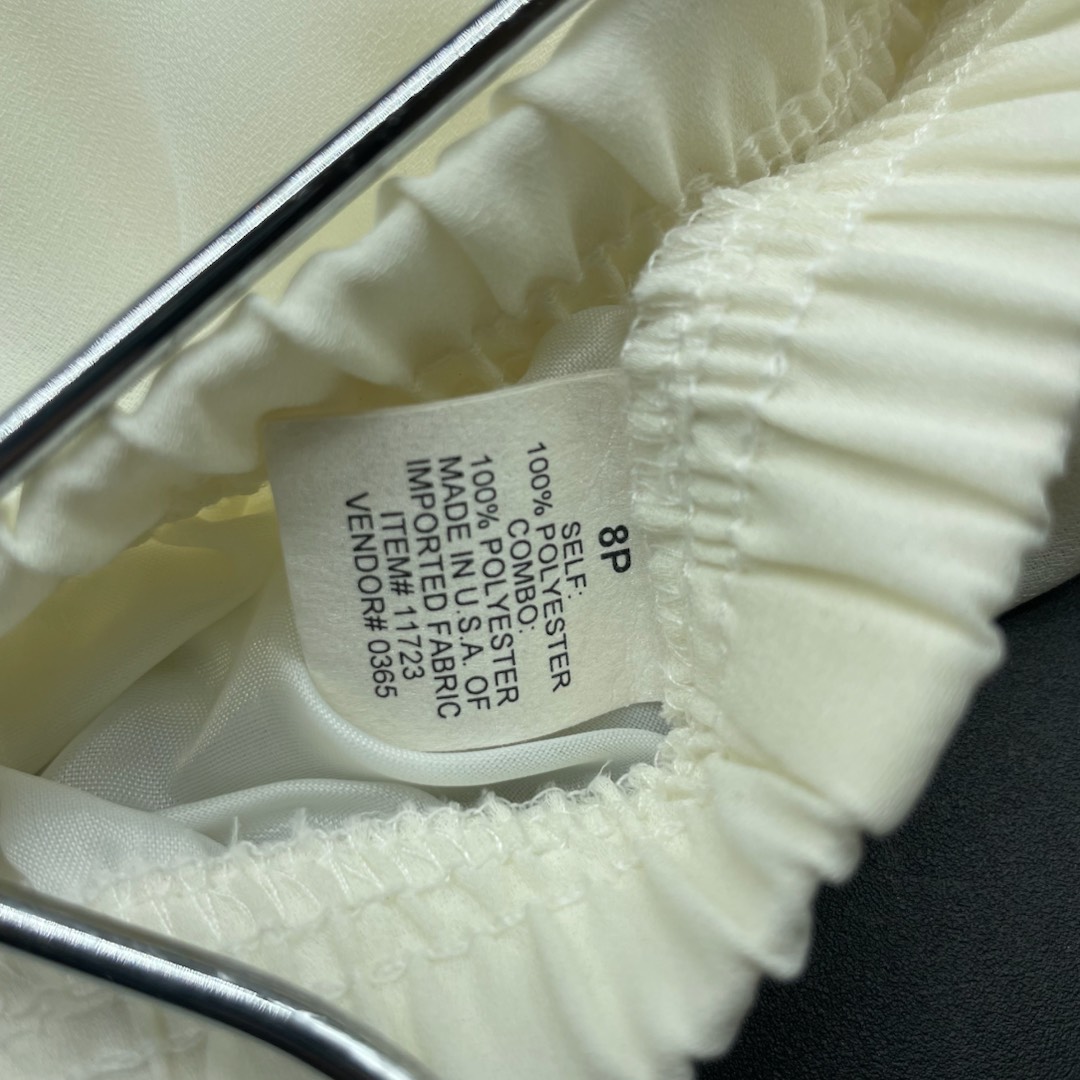 8P
SELF:
100% POLYESTER
COMBO:
100% POLYESTER
MADE IN U.S.A. OF
IMPORTED FABRIC
ITEM# 11723
VENDOR# 0365